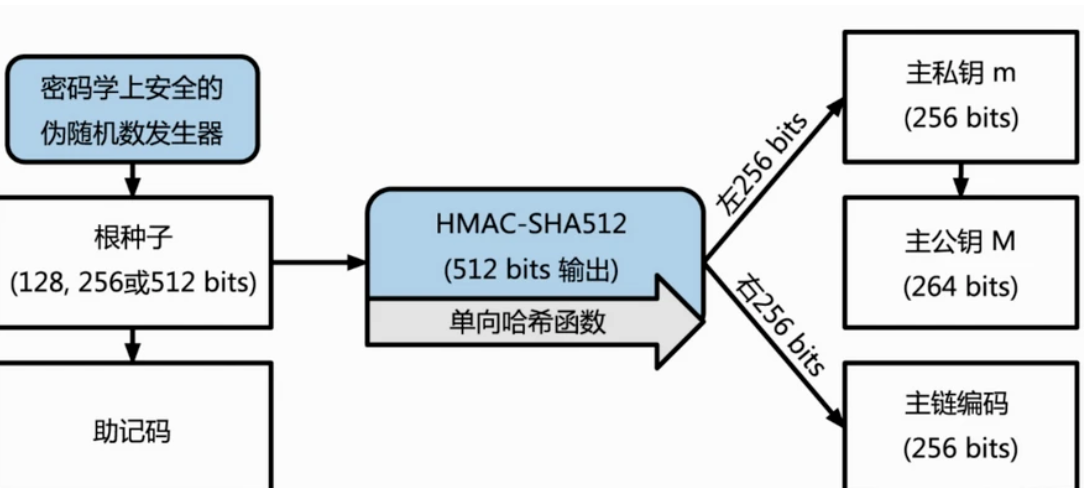 密码学上安全的
伪随机数发生器
根种子
(128, 256或512 bits)
助记码
HMAC-SHA512
(512 bits 输出)
单向哈希函数
左256 bits
右256 bits
主私钥 m
(256 bits)
主公钥 M
(264 bits)
主链编码
(256 bits)